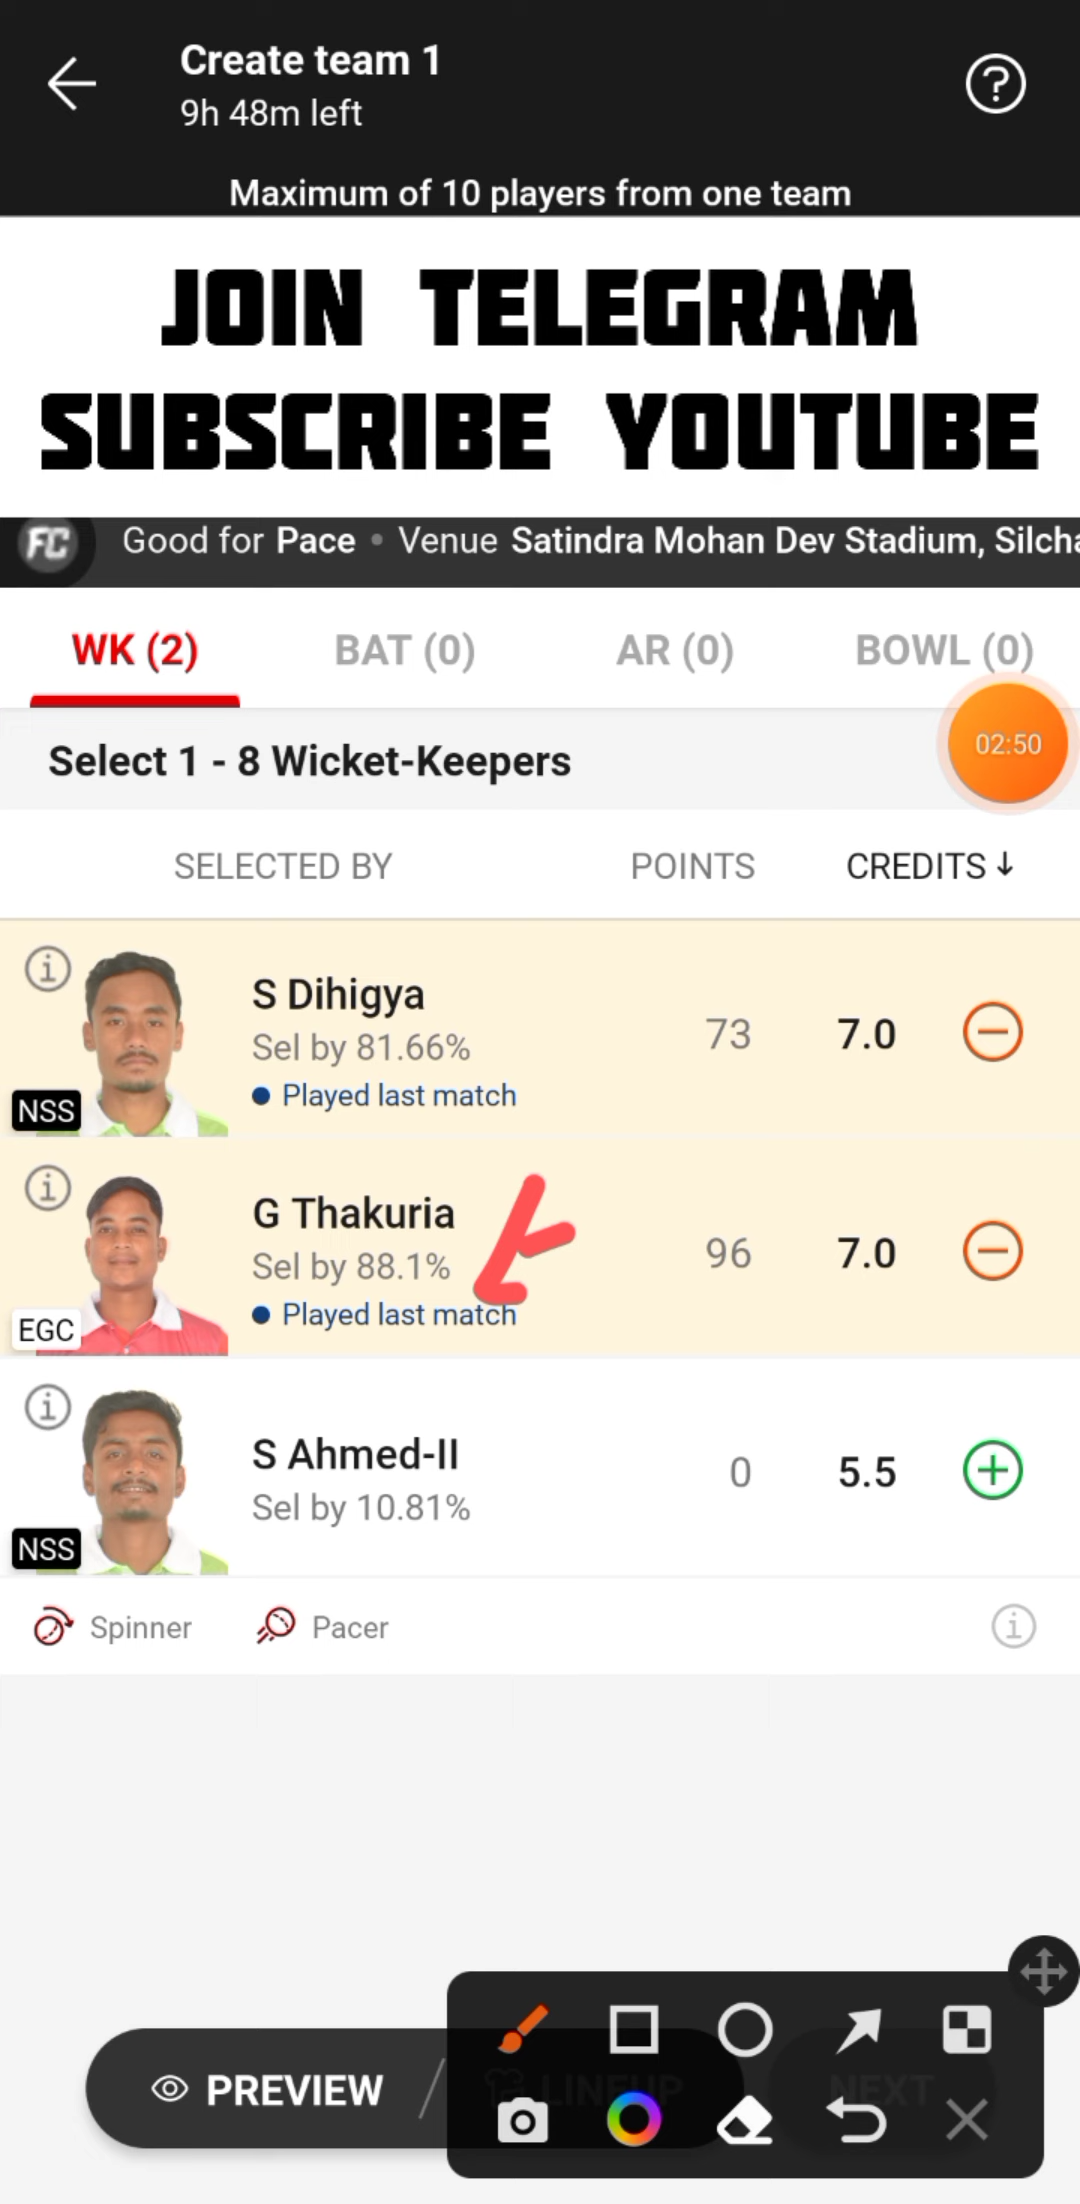 Create team 1
9h 48m left
Maximum of 10 players from one team
JOIN TELEGRAM
SUBSCRIBE YOUTUBE
FC Good for Pace • Venue Satindra Mohan Dev Stadium, Silcha
WK (2) BAT (0) AR (0) BOWL (0)
Select 1 - 8 Wicket-Keepers
02:50
SELECTED BY POINTS CREDITS ↓
S Dihigya
Sel by 81.66%
73 7.0
Played last match
NSS
G Thakuria
Sel by 88.1%
96 7.0
Played last match
EGC
S Ahmed-II
Sel by 10.81%
0 5.5
NSS
Spinner Pacer
PREVIEW / LINEUP NEXT